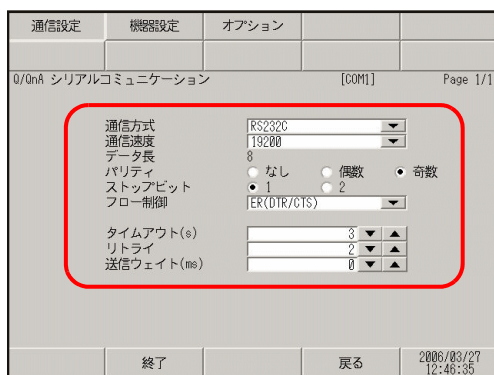 通信設定 機器設定 オプション
Q/QnA シリアルコミュニケーション [COM1] Page 1/1
通信方式 RS232C
通信速度 19200
データ長 8
パリティ なし 偶数 奇数
ストップビット 1 2
フロー制御 ER(DTR/CTS)
タイムアウト(s) 3
リトライ 2
送信ウェイト(ms) 0
終了 戻る 2006/03/27
12:46:35